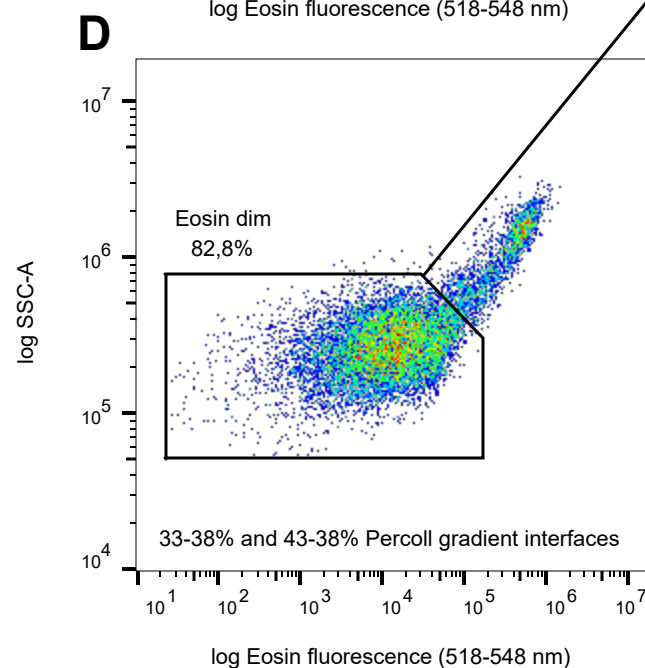 log Eosin fluorescence (518-548 nm)
D
10^7
Eosin dim
82,8%
10^6
log SSC-A
10^5
33-38% and 43-38% Percoll gradient interfaces
10^4
10^1 10^2 10^3 10^4 10^5 10^6 10^7
log Eosin fluorescence (518-548 nm)